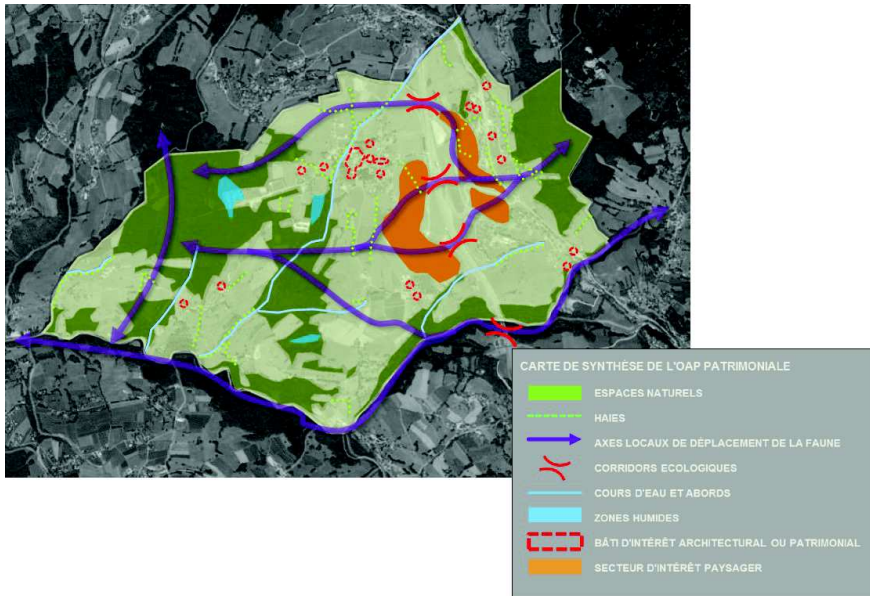 CARTE DE SYNTHÈSE DE L'OAP PATRIMONIALE
ESPACES NATURELS
HAIES
AXES LOCAUX DE DÉPLACEMENT DE LA FAUNE
CORRIDORS ECOLOGIQUES
COURS D'EAU ET ABORDS
ZONES HUMIDES
BÂTI D'INTÉRÊT ARCHITECTURAL OU PATRIMONIAL
SECTEUR D'INTÉRÊT PAYSAGER